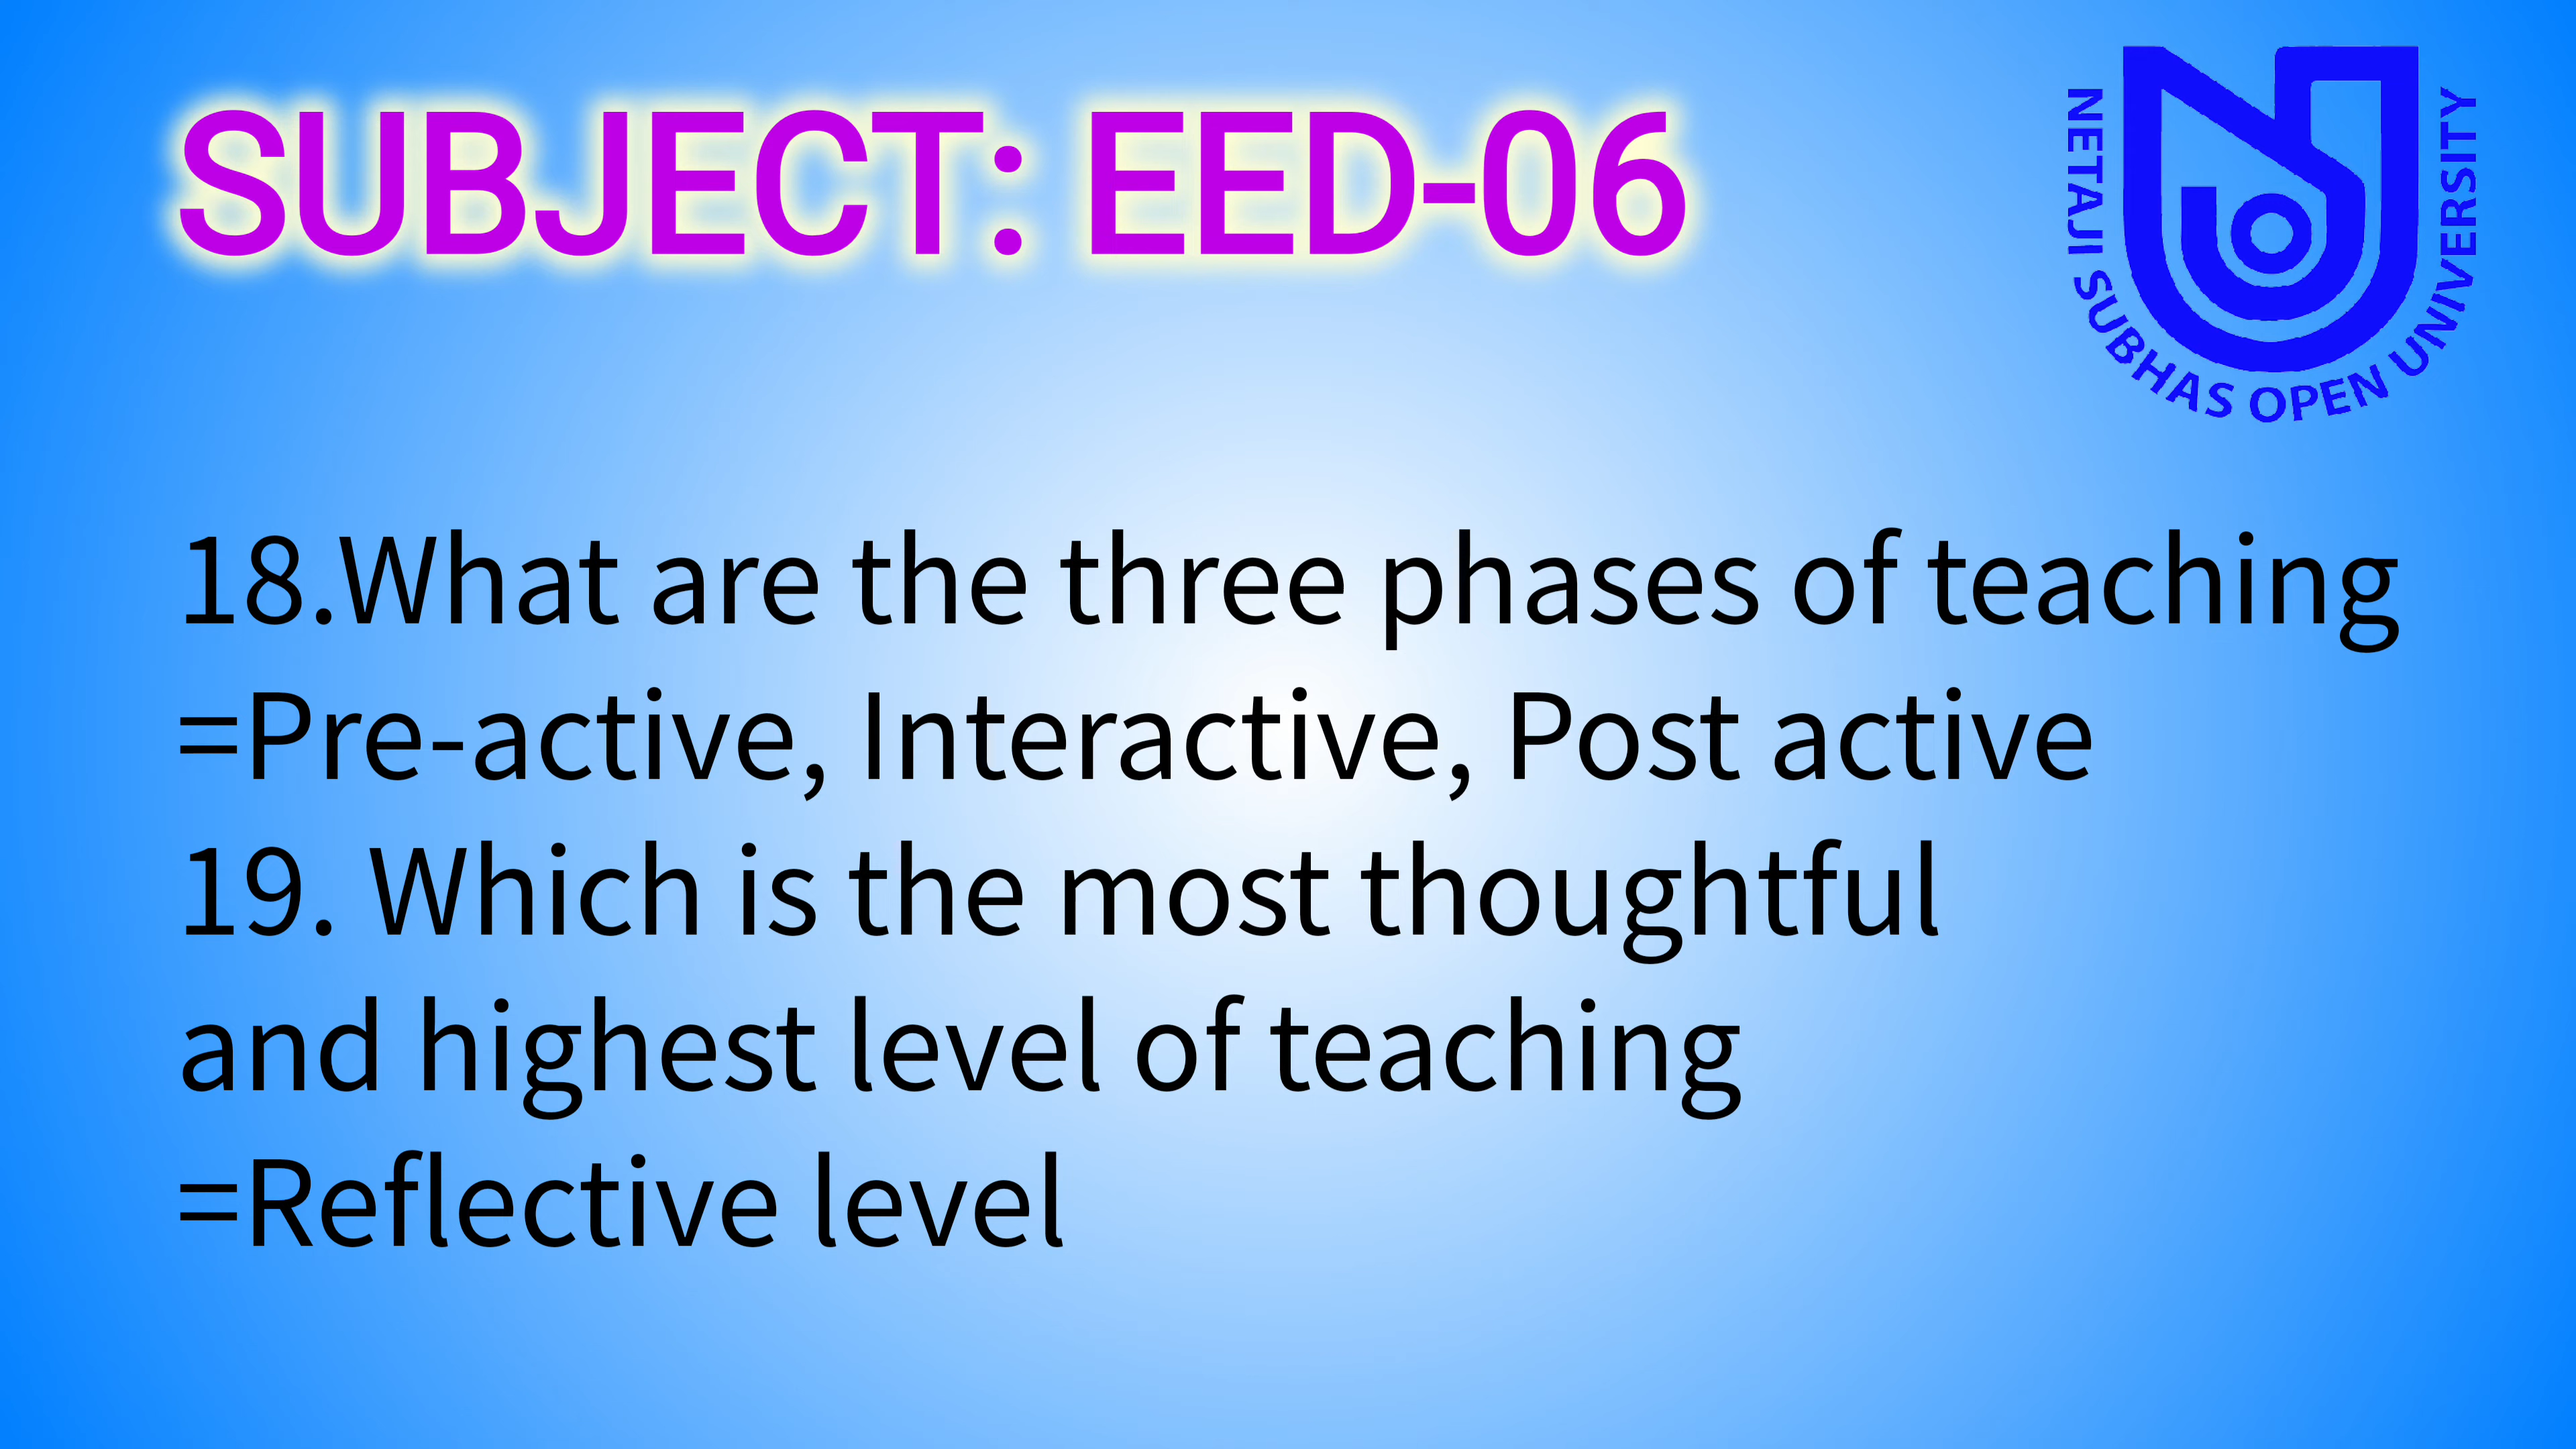 SUBJECT: EED-06
NETAJI SUBHAS OPEN UNIVERSITY
18.What are the three phases of teaching
=Pre-active, Interactive, Post active
19. Which is the most thoughtful
and highest level of teaching
=Reflective level